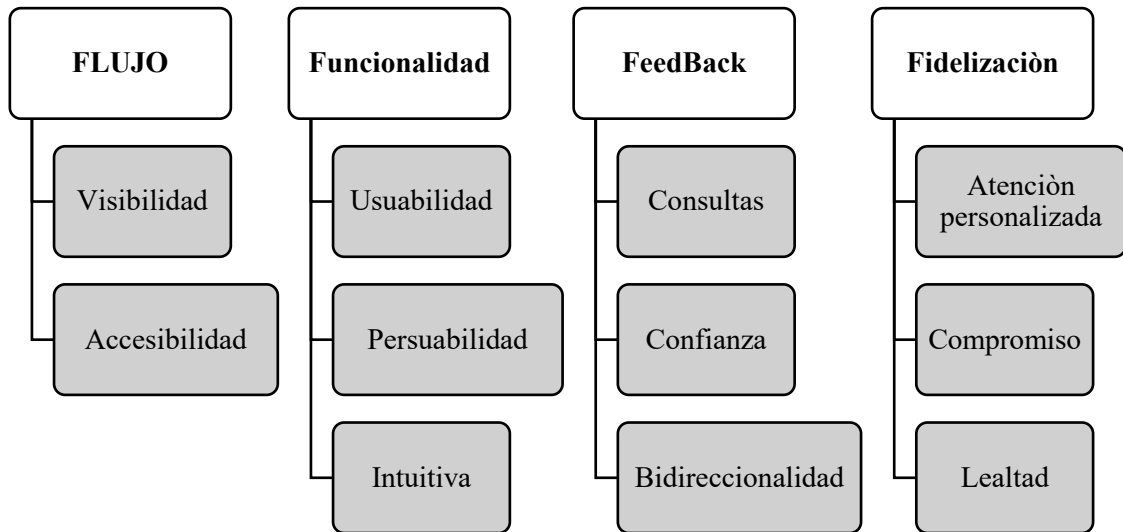 FLUJO
Visibilidad
Accesibilidad
Funcionalidad
Usuabilidad
Persuabilidad
Intuitiva
FeedBack
Consultas
Confianza
Bidireccionalidad
Fidelizaciòn
Atenciòn
personalizada
Compromiso
Lealtad